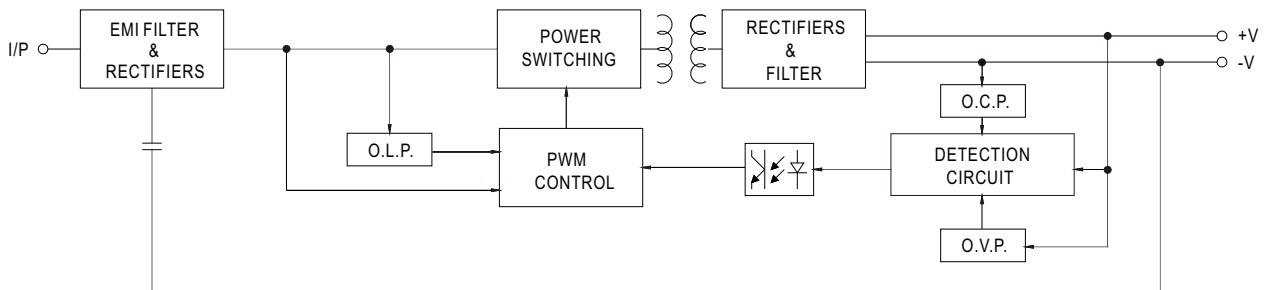 I/P
EMI FILTER
&
RECTIFIERS
POWER
SWITCHING
RECTIFIERS
&
FILTER
+V
-V
O.C.P.
O.L.P.
PWM
CONTROL
DETECTION
CIRCUIT
O.V.P.